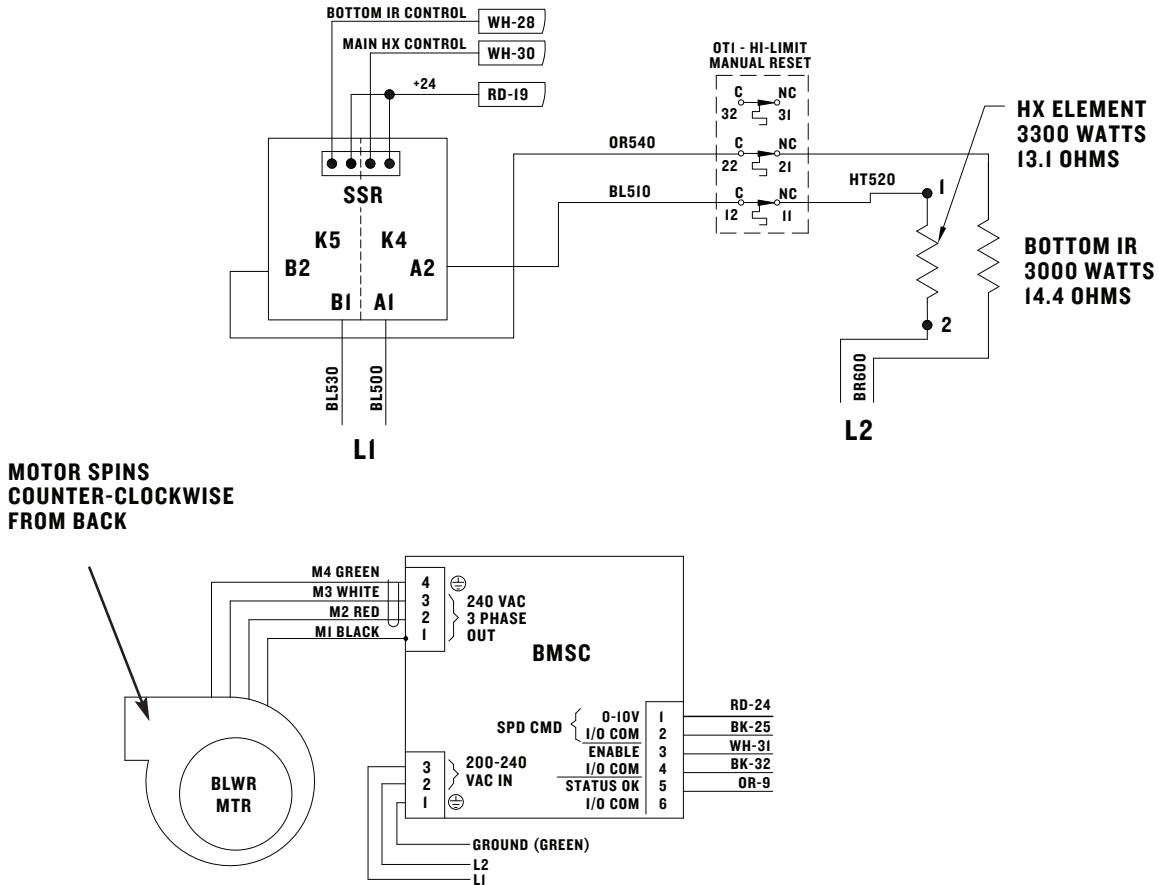 BOTTOM IR CONTROL
WH-28
MAIN HX CONTROL
WH-30
+24
RD-19
OT1 - HI-LIMIT
MANUAL RESET
C NC
32 31
C NC
22 21
C NC
12 11
OR540
BL510
HT520
1
2
HX ELEMENT
3300 WATTS
13.1 OHMS
BOTTOM IR
3000 WATTS
14.4 OHMS
SSR
K5 K4
B2 A2
B1 A1
BL530
BL500
L1
BR600
L2
MOTOR SPINS
COUNTER-CLOCKWISE
FROM BACK
M4 GREEN
M3 WHITE
M2 RED
M1 BLACK
4
3
2
1
240 VAC
3 PHASE
OUT
BMSC
BLWR
MTR
3
2
1
200-240
VAC IN
SPD CMD
0-10V 1 RD-24
I/O COM 2 BK-25
ENABLE 3 WH-31
I/O COM 4 BK-32
STATUS OK 5 OR-9
I/O COM 6
GROUND (GREEN)
L2
L1